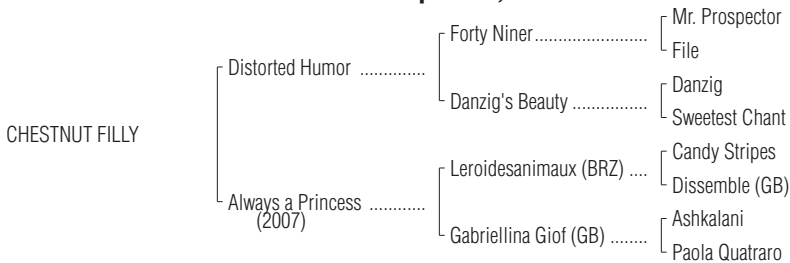 Mr. Prospector
Forty Niner......................
File
Distorted Humor ..............
Danzig
Danzig's Beauty ................
Sweetest Chant
CHESTNUT FILLY
Candy Stripes
Leroidesanimaux (BRZ) ....
Dissemble (GB)
Always a Princess ............
(2007)
Ashkalani
Gabriellina Giof (GB) ........
Paola Quatraro